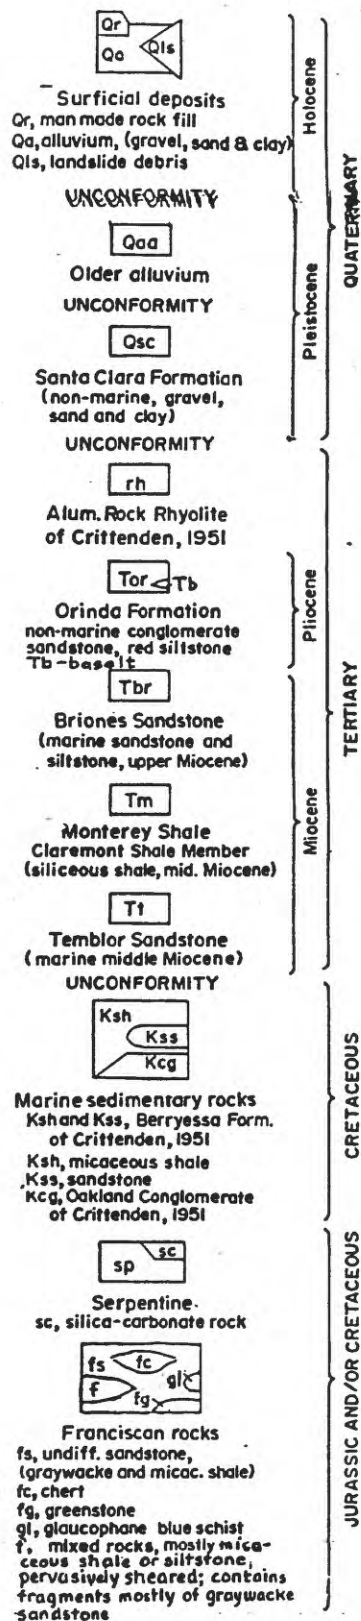 Qr
Qa
Qls
Surficial deposits
Qr, man made rock fill
Qa, alluvium, (gravel, sand & clay)
Qls, landslide debris
Holocene
UNCONFORMITY
Qoa
Older alluvium
UNCONFORMITY
Qsc
Santa Clara Formation
(non-marine, gravel,
sand and clay)
Pleistocene
QUATERNARY
UNCONFORMITY
rh
Alum. Rock Rhyolite
of Crittenden, 1951
Tor
Tb
Orinda Formation
non-marine conglomerate
sandstone, red siltstone
Tb-basalt
Pliocene
Tbr
Briones Sandstone
(marine sandstone and
siltstone, upper Miocene)
Tm
Monterey Shale
Claremont Shale Member
(siliceous shale, mid. Miocene)
Tt
Temblor Sandstone
(marine middle Miocene)
Miocene
TERTIARY
UNCONFORMITY
Ksh
Kss
Kcg
Marine sedimentary rocks
Ksh and Kss, Berryessa Form.
of Crittenden, 1951
Ksh, micaceous shale
Kss, sandstone
Kcg, Oakland Conglomerate
of Crittenden, 1951
CRETACEOUS
sp
sc
Serpentine.
sc, silica-carbonate rock
fs
fc
gl
f
fg
Franciscan rocks
fs, undiff. sandstone,
(graywacke and micac. shale)
fc, chert
fg, greenstone
gl, glaucophane blue schist
f, mixed rocks, mostly mica-
ceous shale or siltstone,
pervasively sheared; contains
fragments mostly of graywacke
sandstone
JURASSIC AND/OR CRETACEOUS